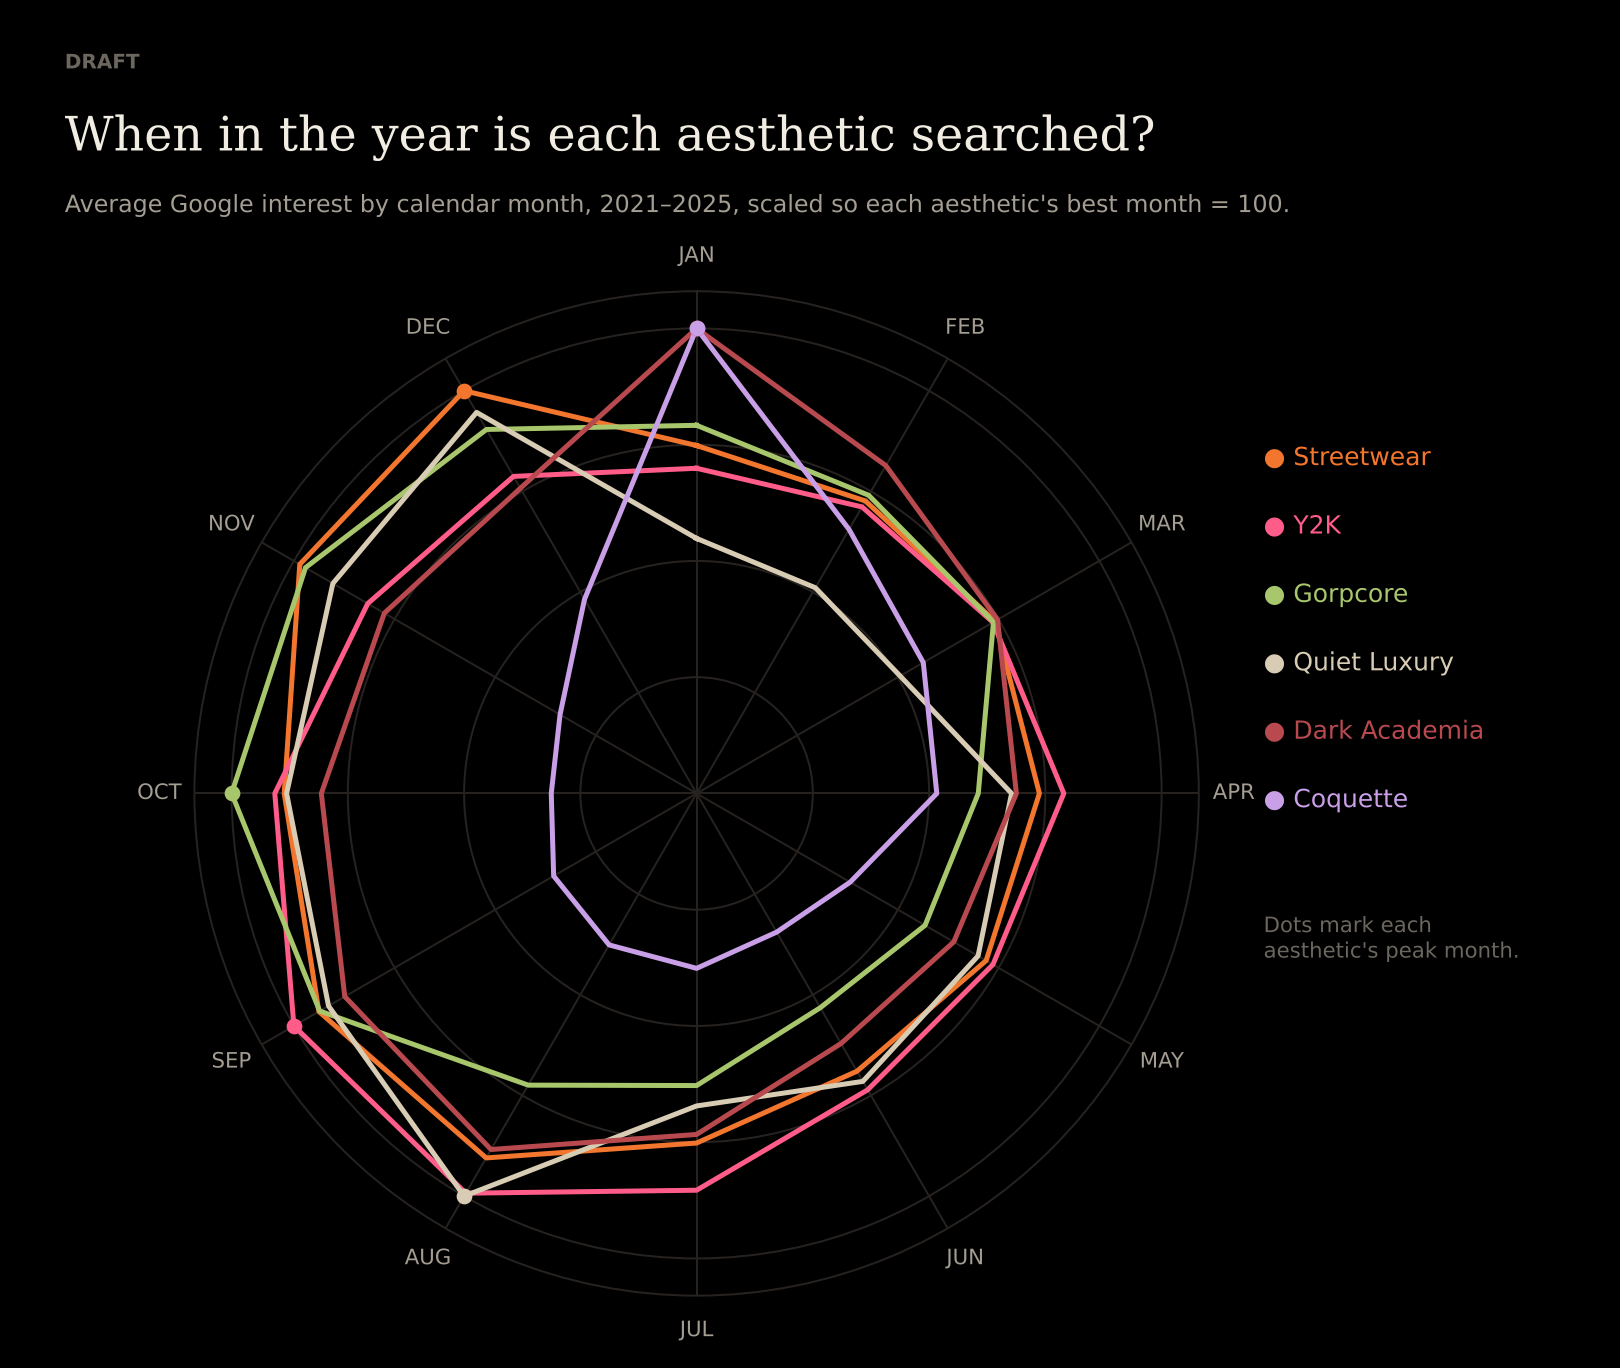 DRAFT
When in the year is each aesthetic searched?
Average Google interest by calendar month, 2021–2025, scaled so each aesthetic's best month = 100.
JAN
FEB
MAR
APR
MAY
JUN
JUL
AUG
SEP
OCT
NOV
DEC
Streetwear
Y2K
Gorpcore
Quiet Luxury
Dark Academia
Coquette
Dots mark each
aesthetic's peak month.